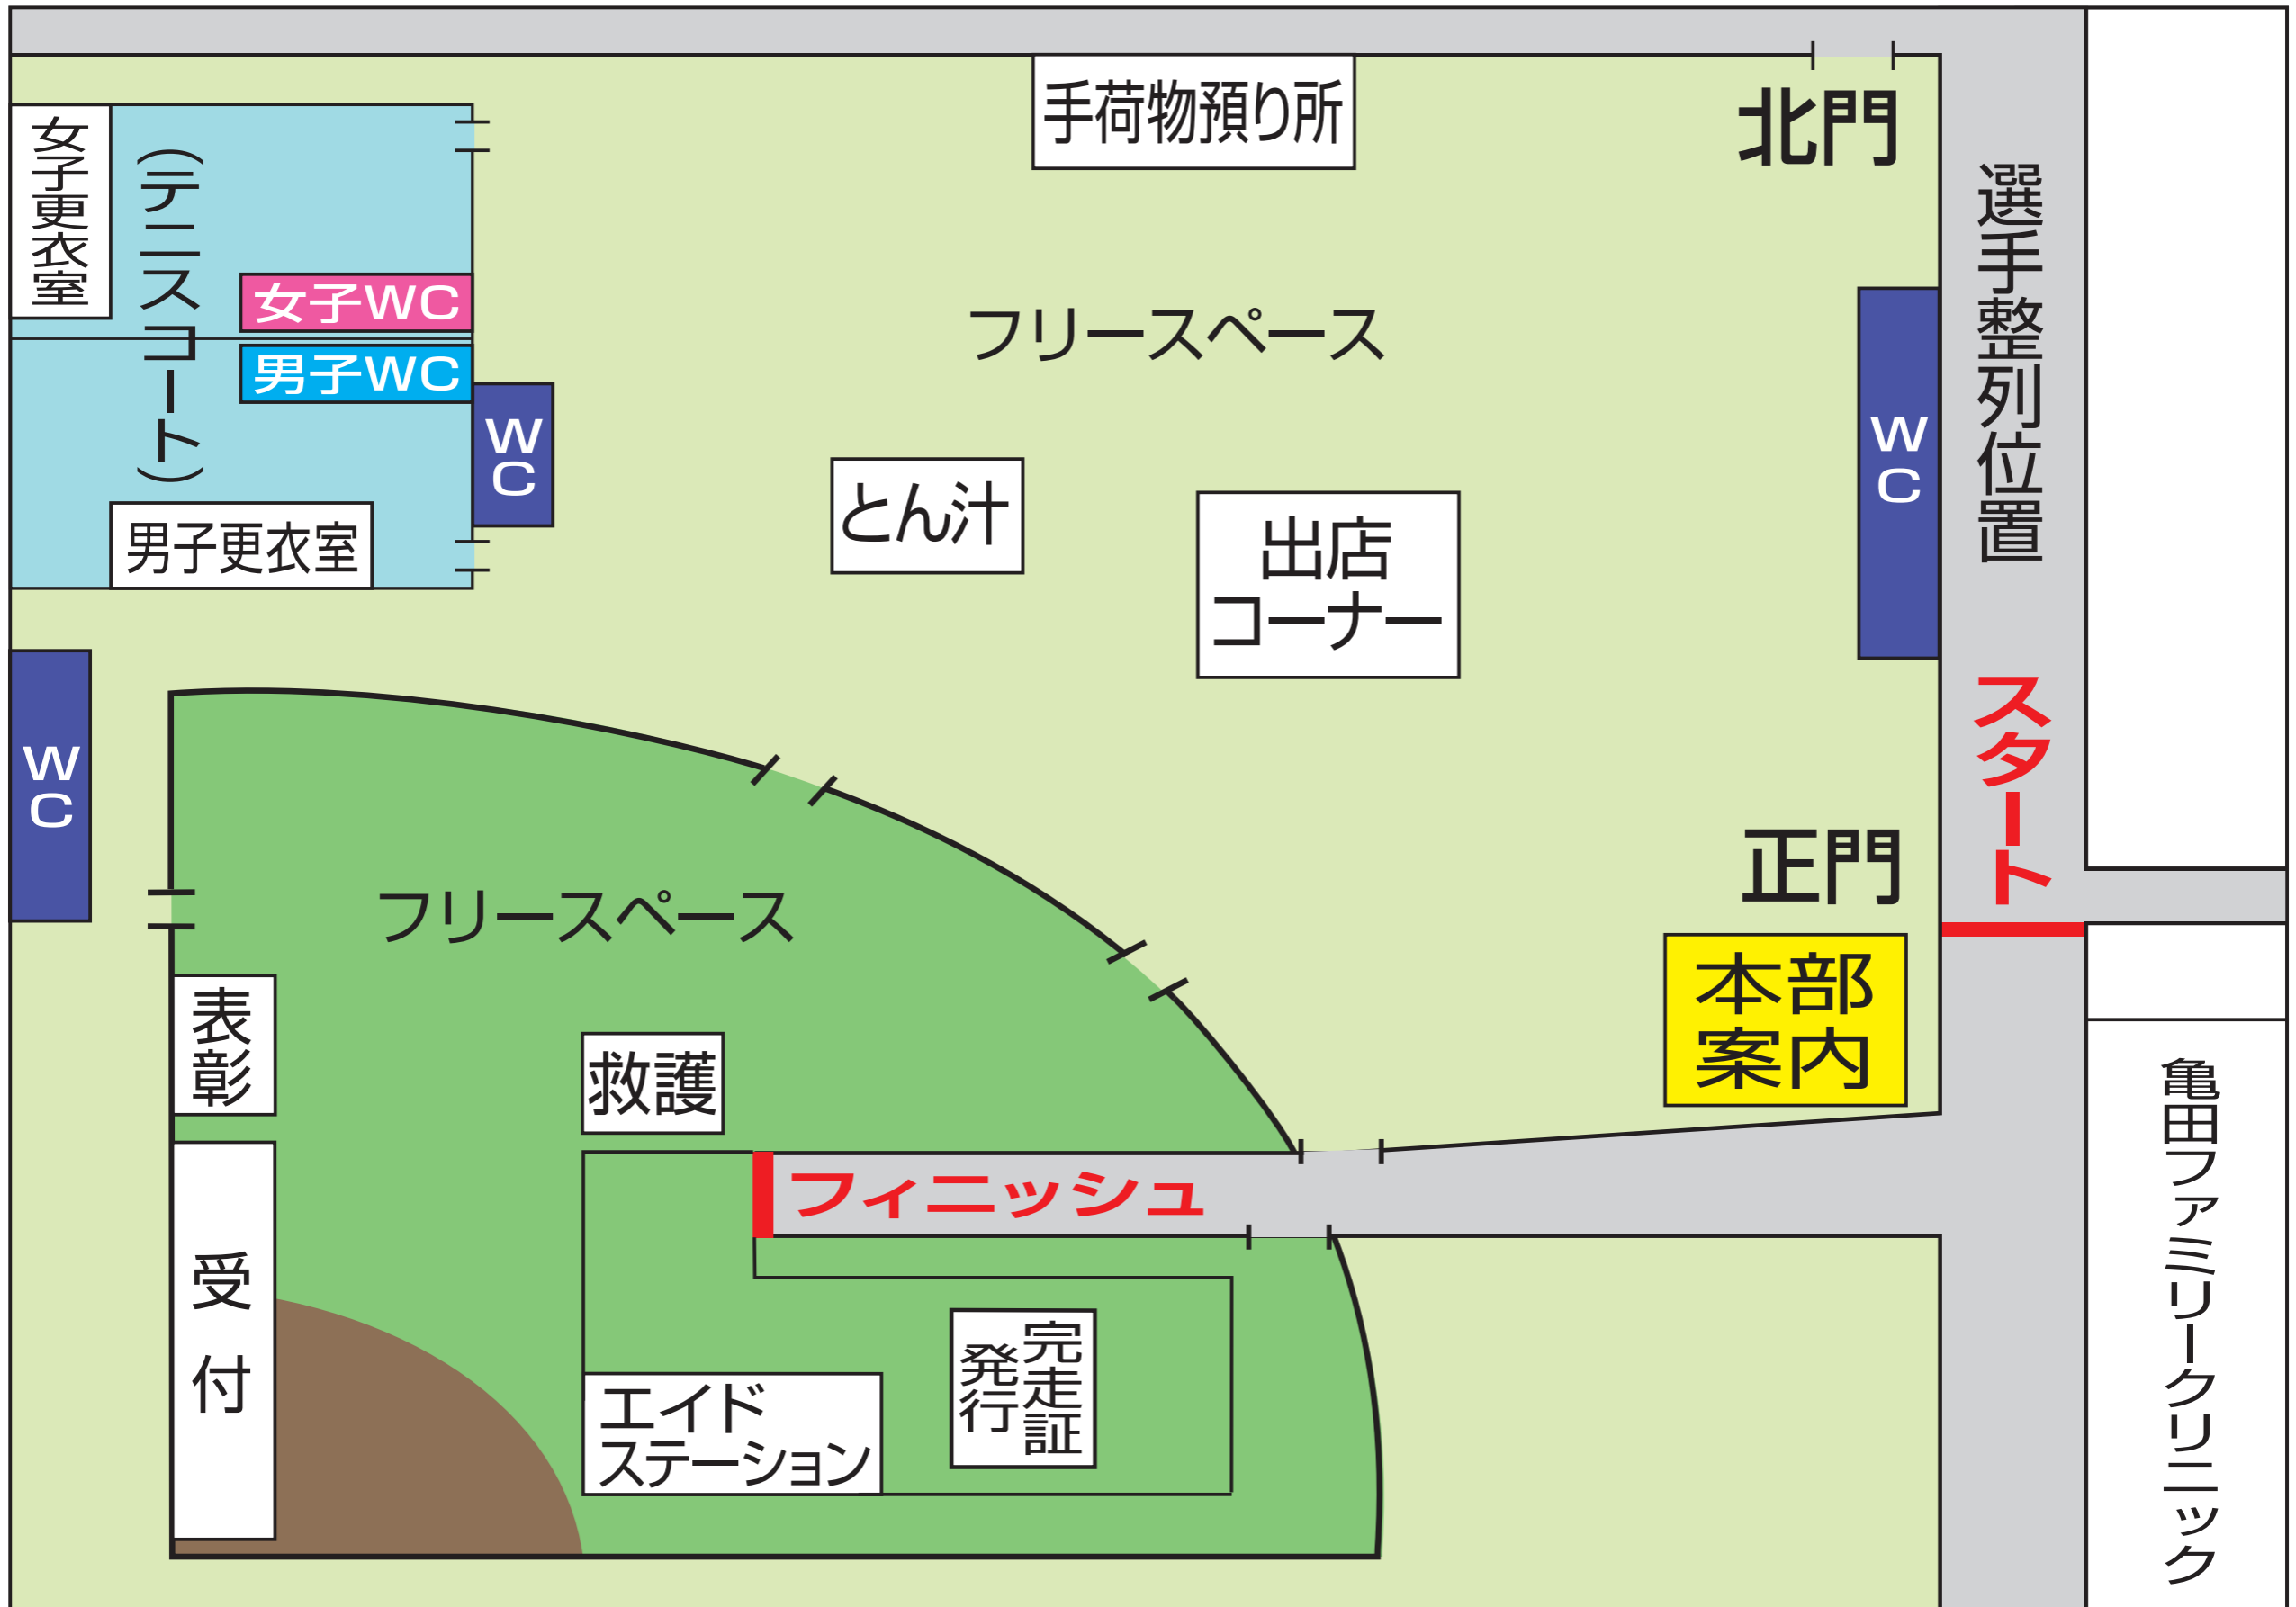 手荷物預り所
北門
女子更衣室
（テニスコート）
女子WC
男子WC
WC
男子更衣室
フリースペース
とん汁
出店
コーナー
WC
選手整列位置
スタート
WC
正門
本部
案内
フリースペース
表彰
救護
フィニッシュ
受付
エイド
ステーション
完走証
発行
亀田ファミリークリニック